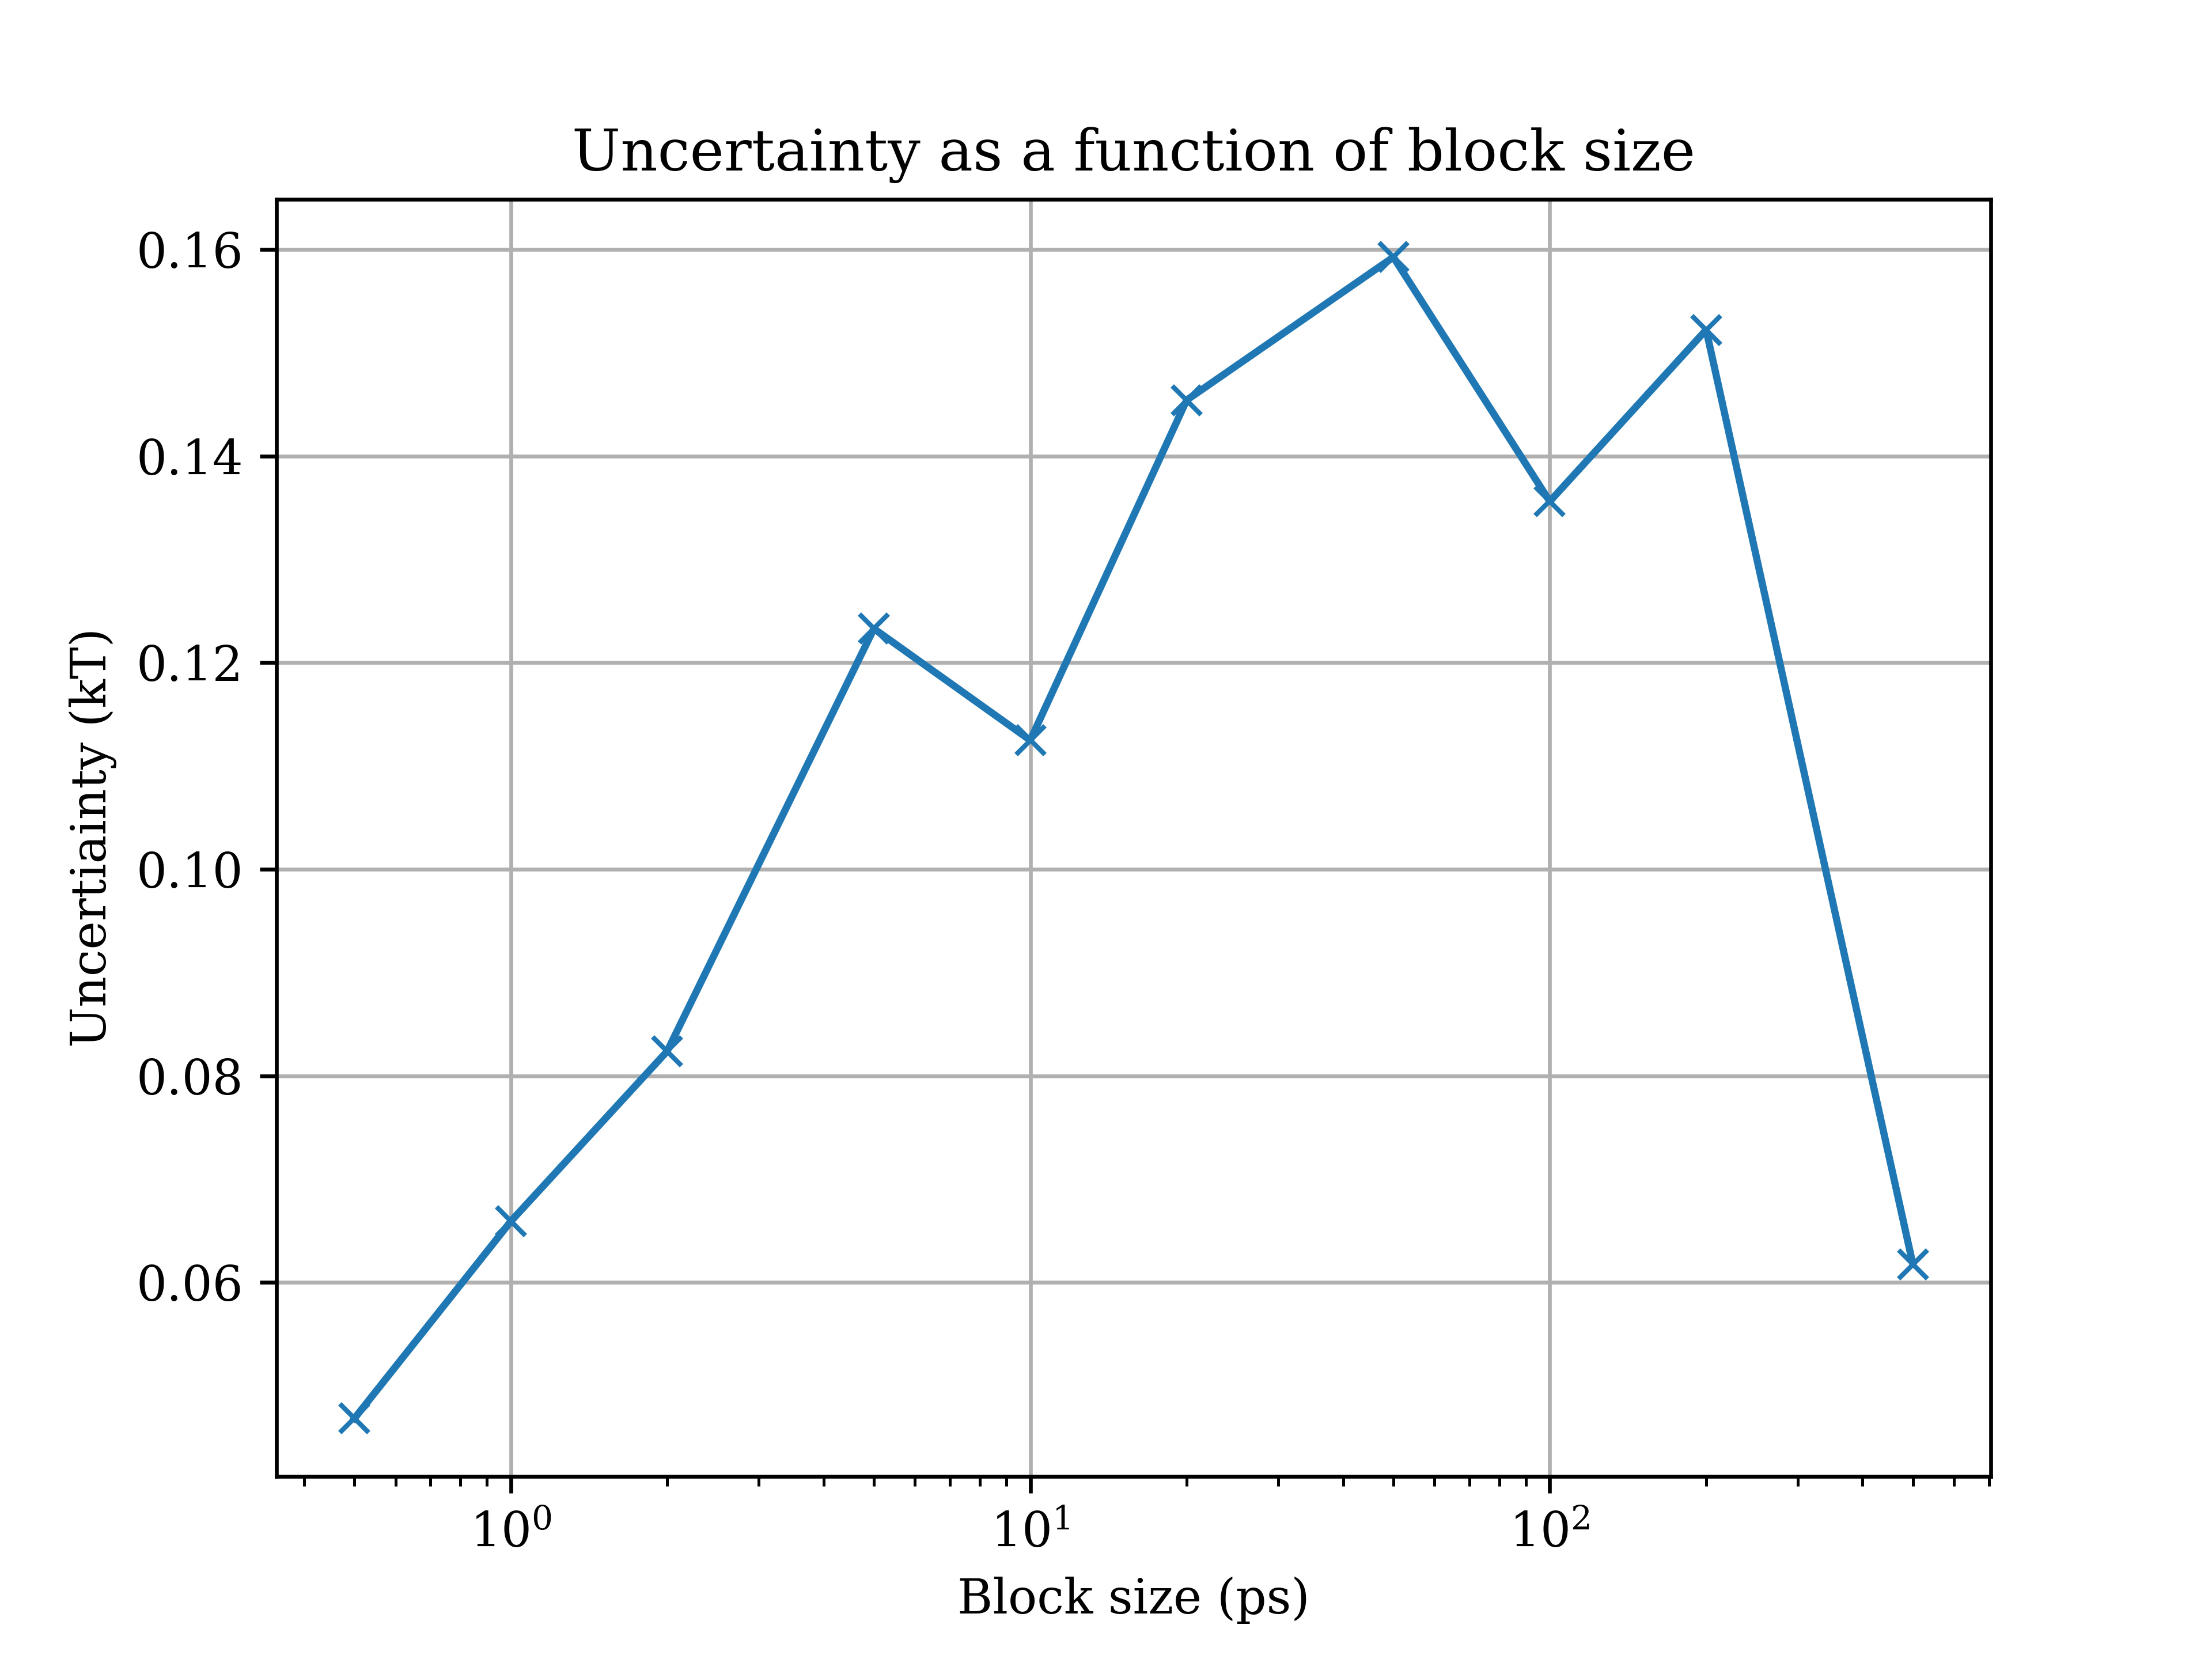 Uncertainty as a function of block size
Uncertiainty (kT)
0.16
0.14
0.12
0.10
0.08
0.06
10⁰ 10¹ 10²
Block size (ps)